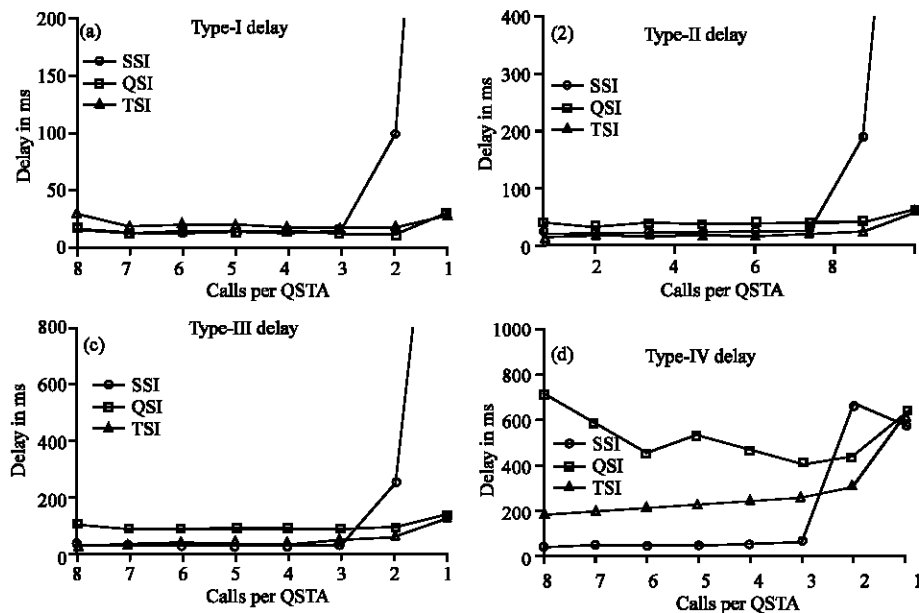 (a)
Type-I delay
SSI
QSI
TSI
Delay in ms
200
150
100
50
0
8 7 6 5 4 3 2 1
Calls per QSTA
(2)
Type-II delay
SSI
QSI
TSI
Delay in ms
400
300
200
100
0
2 4 6 8 10
Calls per QSTA
(c)
Type-III delay
SSI
QSI
TSI
Delay in ms
800
600
400
200
0
8 7 6 5 4 3 2 1
Calls per QSTA
(d)
Type-IV delay
SSI
QSI
TSI
Delay in ms
1000
800
600
400
200
0
8 7 6 5 4 3 2 1
Calls per QSTA